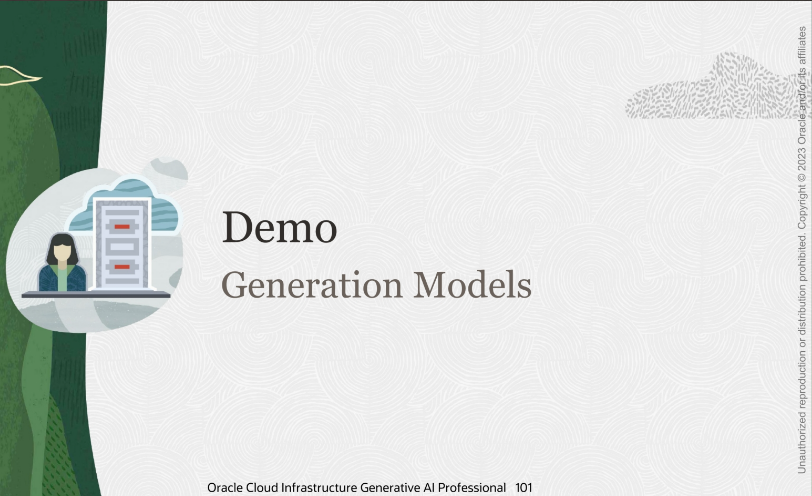 Demo
Generation Models
Unauthorized reproduction or distribution prohibited. Copyright © 2023 Oracle and/or its affiliates
Oracle Cloud Infrastructure Generative AI Professional 101